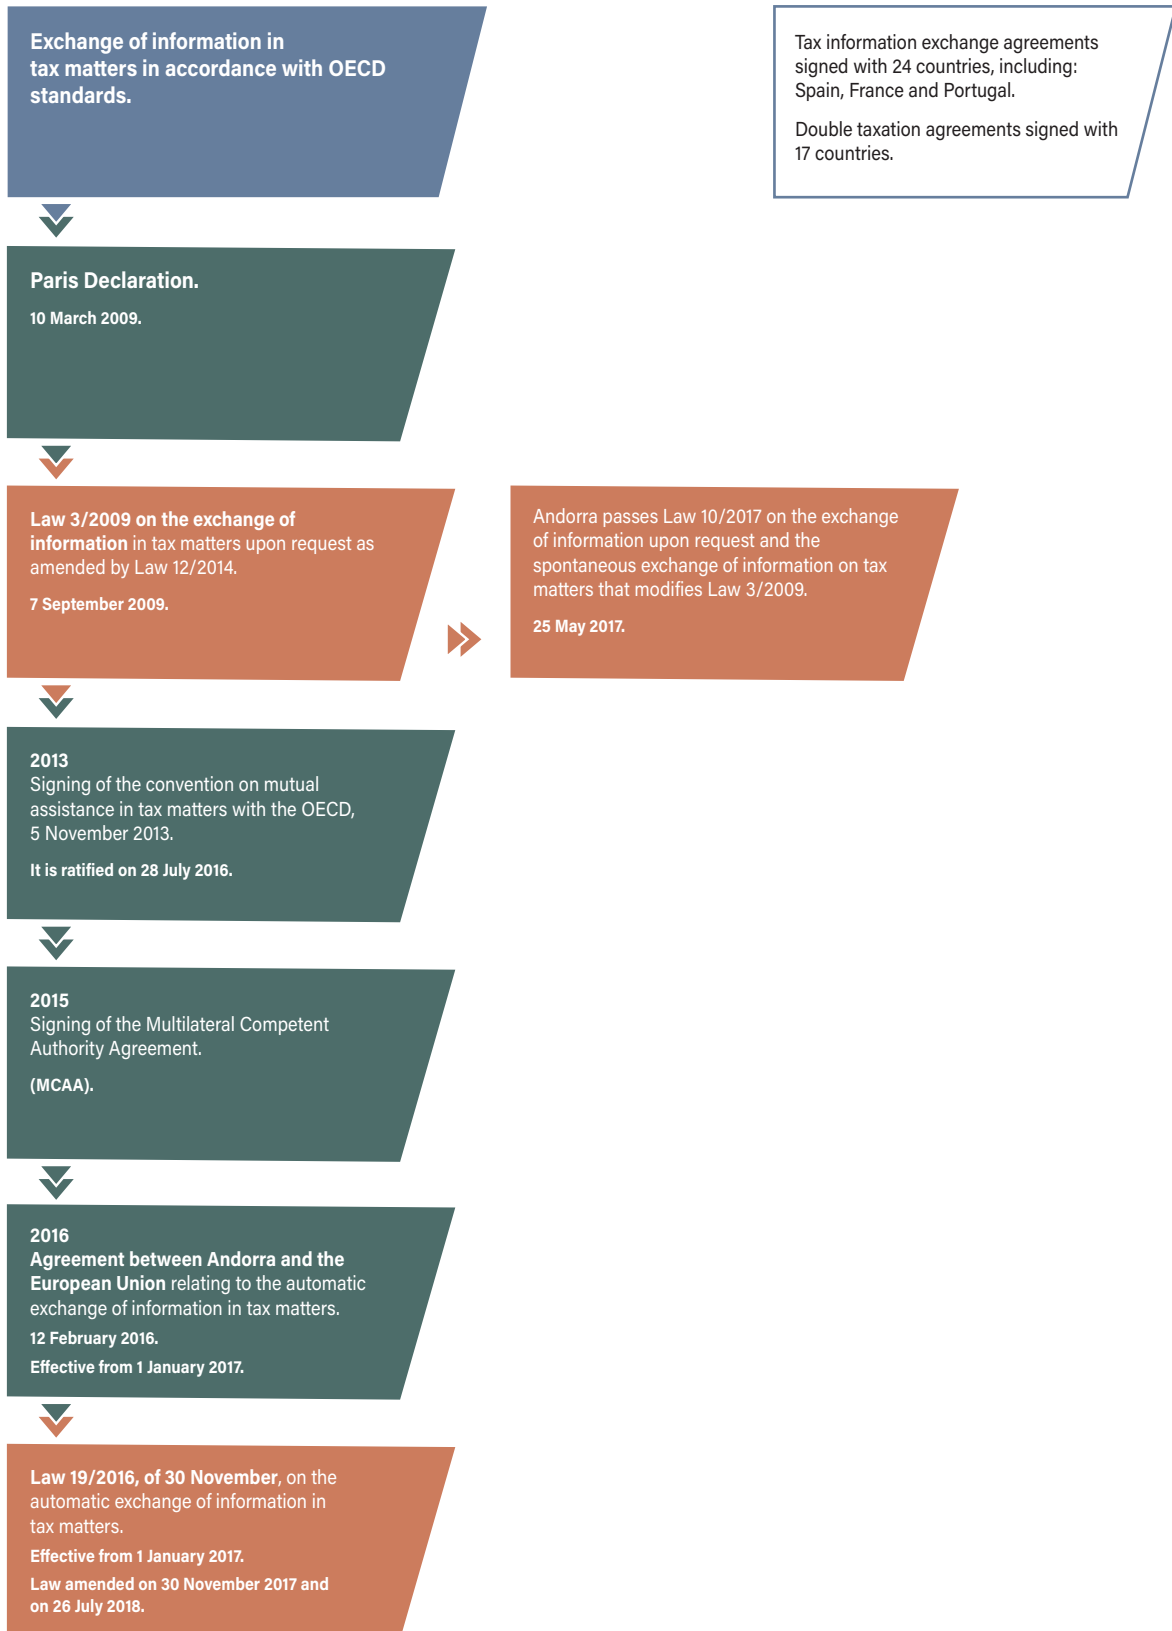 Exchange of information in
tax matters in accordance with OECD
standards.
Tax information exchange agreements
signed with 24 countries, including:
Spain, France and Portugal.
Double taxation agreements signed with
17 countries.
Paris Declaration.
10 March 2009.
Law 3/2009 on the exchange of
information in tax matters upon request as
amended by Law 12/2014.
7 September 2009.
Andorra passes Law 10/2017 on the exchange
of information upon request and the
spontaneous exchange of information on tax
matters that modifies Law 3/2009.
25 May 2017.
2013
Signing of the convention on mutual
assistance in tax matters with the OECD,
5 November 2013.
It is ratified on 28 July 2016.
2015
Signing of the Multilateral Competent
Authority Agreement.
(MCAA).
2016
Agreement between Andorra and the
European Union relating to the automatic
exchange of information in tax matters.
12 February 2016.
Effective from 1 January 2017.
Law 19/2016, of 30 November, on the
automatic exchange of information in
tax matters.
Effective from 1 January 2017.
Law amended on 30 November 2017 and
on 26 July 2018.